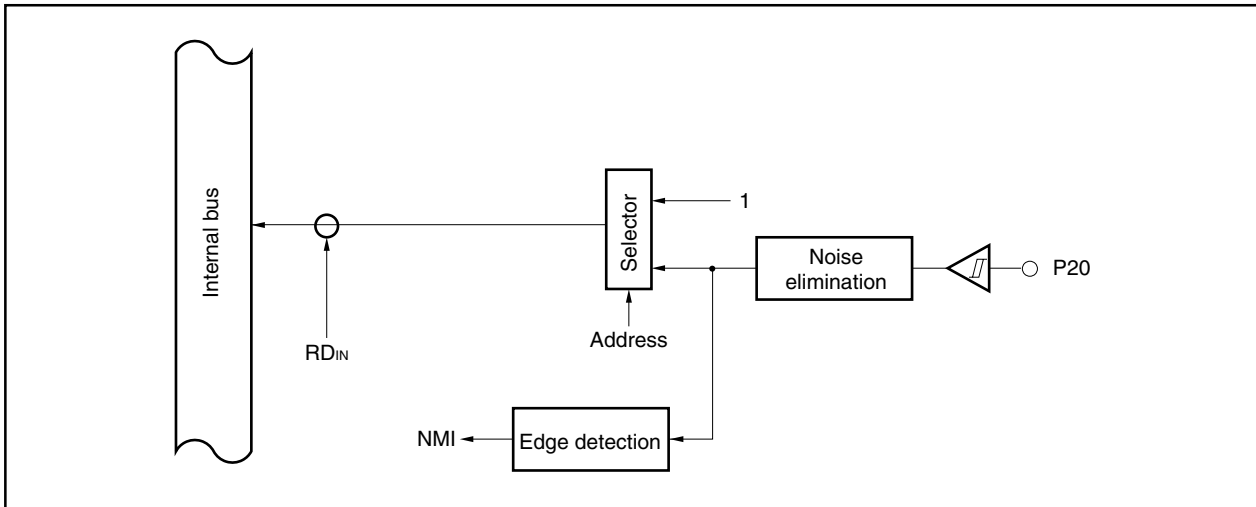 Internal bus
RDIN
Selector
1
Address
Noise
elimination
P20
NMI
Edge detection